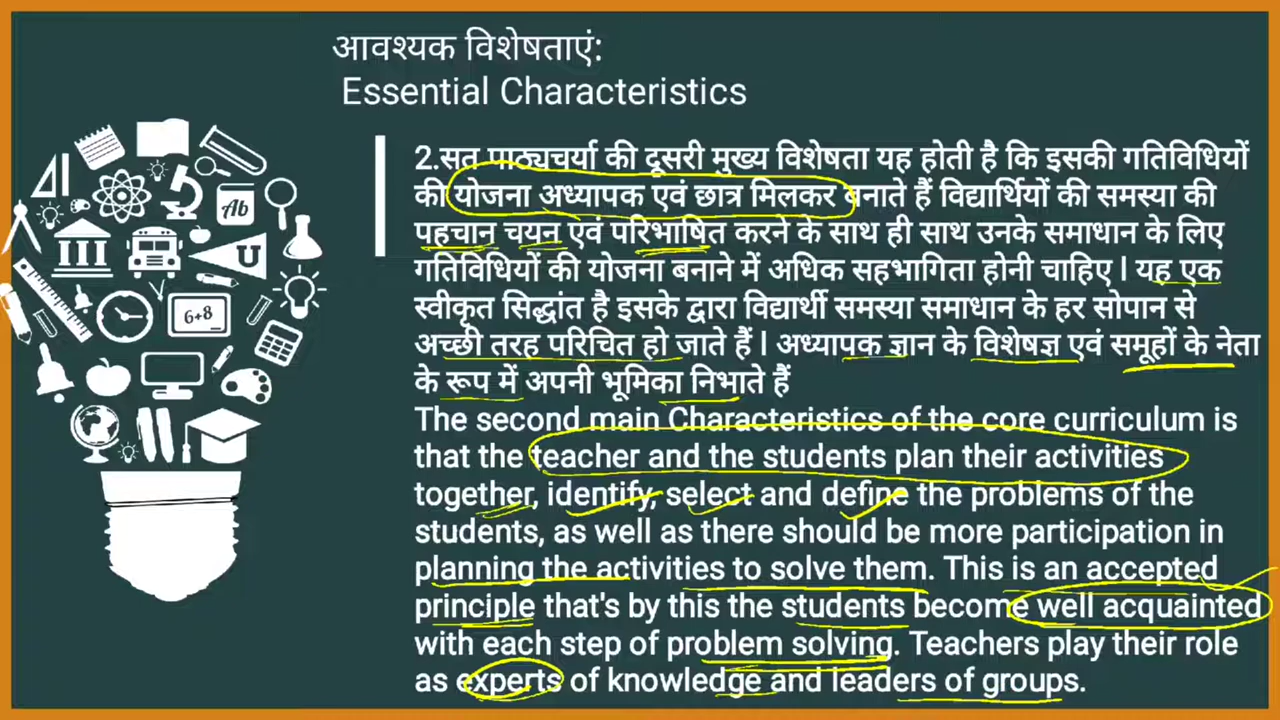 आवश्यक विशेषताएं:
Essential Characteristics
2.सत पाठ्यचर्या की दूसरी मुख्य विशेषता यह होती है कि इसकी गतिविधियों
की योजना अध्यापक एवं छात्र मिलकर बनाते हैं विद्यार्थियों की समस्या की
पहचान चयन एवं परिभाषित करने के साथ ही साथ उनके समाधान के लिए
गतिविधियों की योजना बनाने में अधिक सहभागिता होनी चाहिए | यह एक
स्वीकृत सिद्धांत है इसके द्वारा विद्यार्थी समस्या समाधान के हर सोपान से
अच्छी तरह परिचित हो जाते हैं | अध्यापक ज्ञान के विशेषज्ञ एवं समूहों के नेता
के रूप में अपनी भूमिका निभाते हैं
The second main Characteristics of the core curriculum is
that the teacher and the students plan their activities
together, identify, select and define the problems of the
students, as well as there should be more participation in
planning the activities to solve them. This is an accepted
principle that's by this the students become well acquainted
with each step of problem solving. Teachers play their role
as experts of knowledge and leaders of groups.
Ab
U
6+8